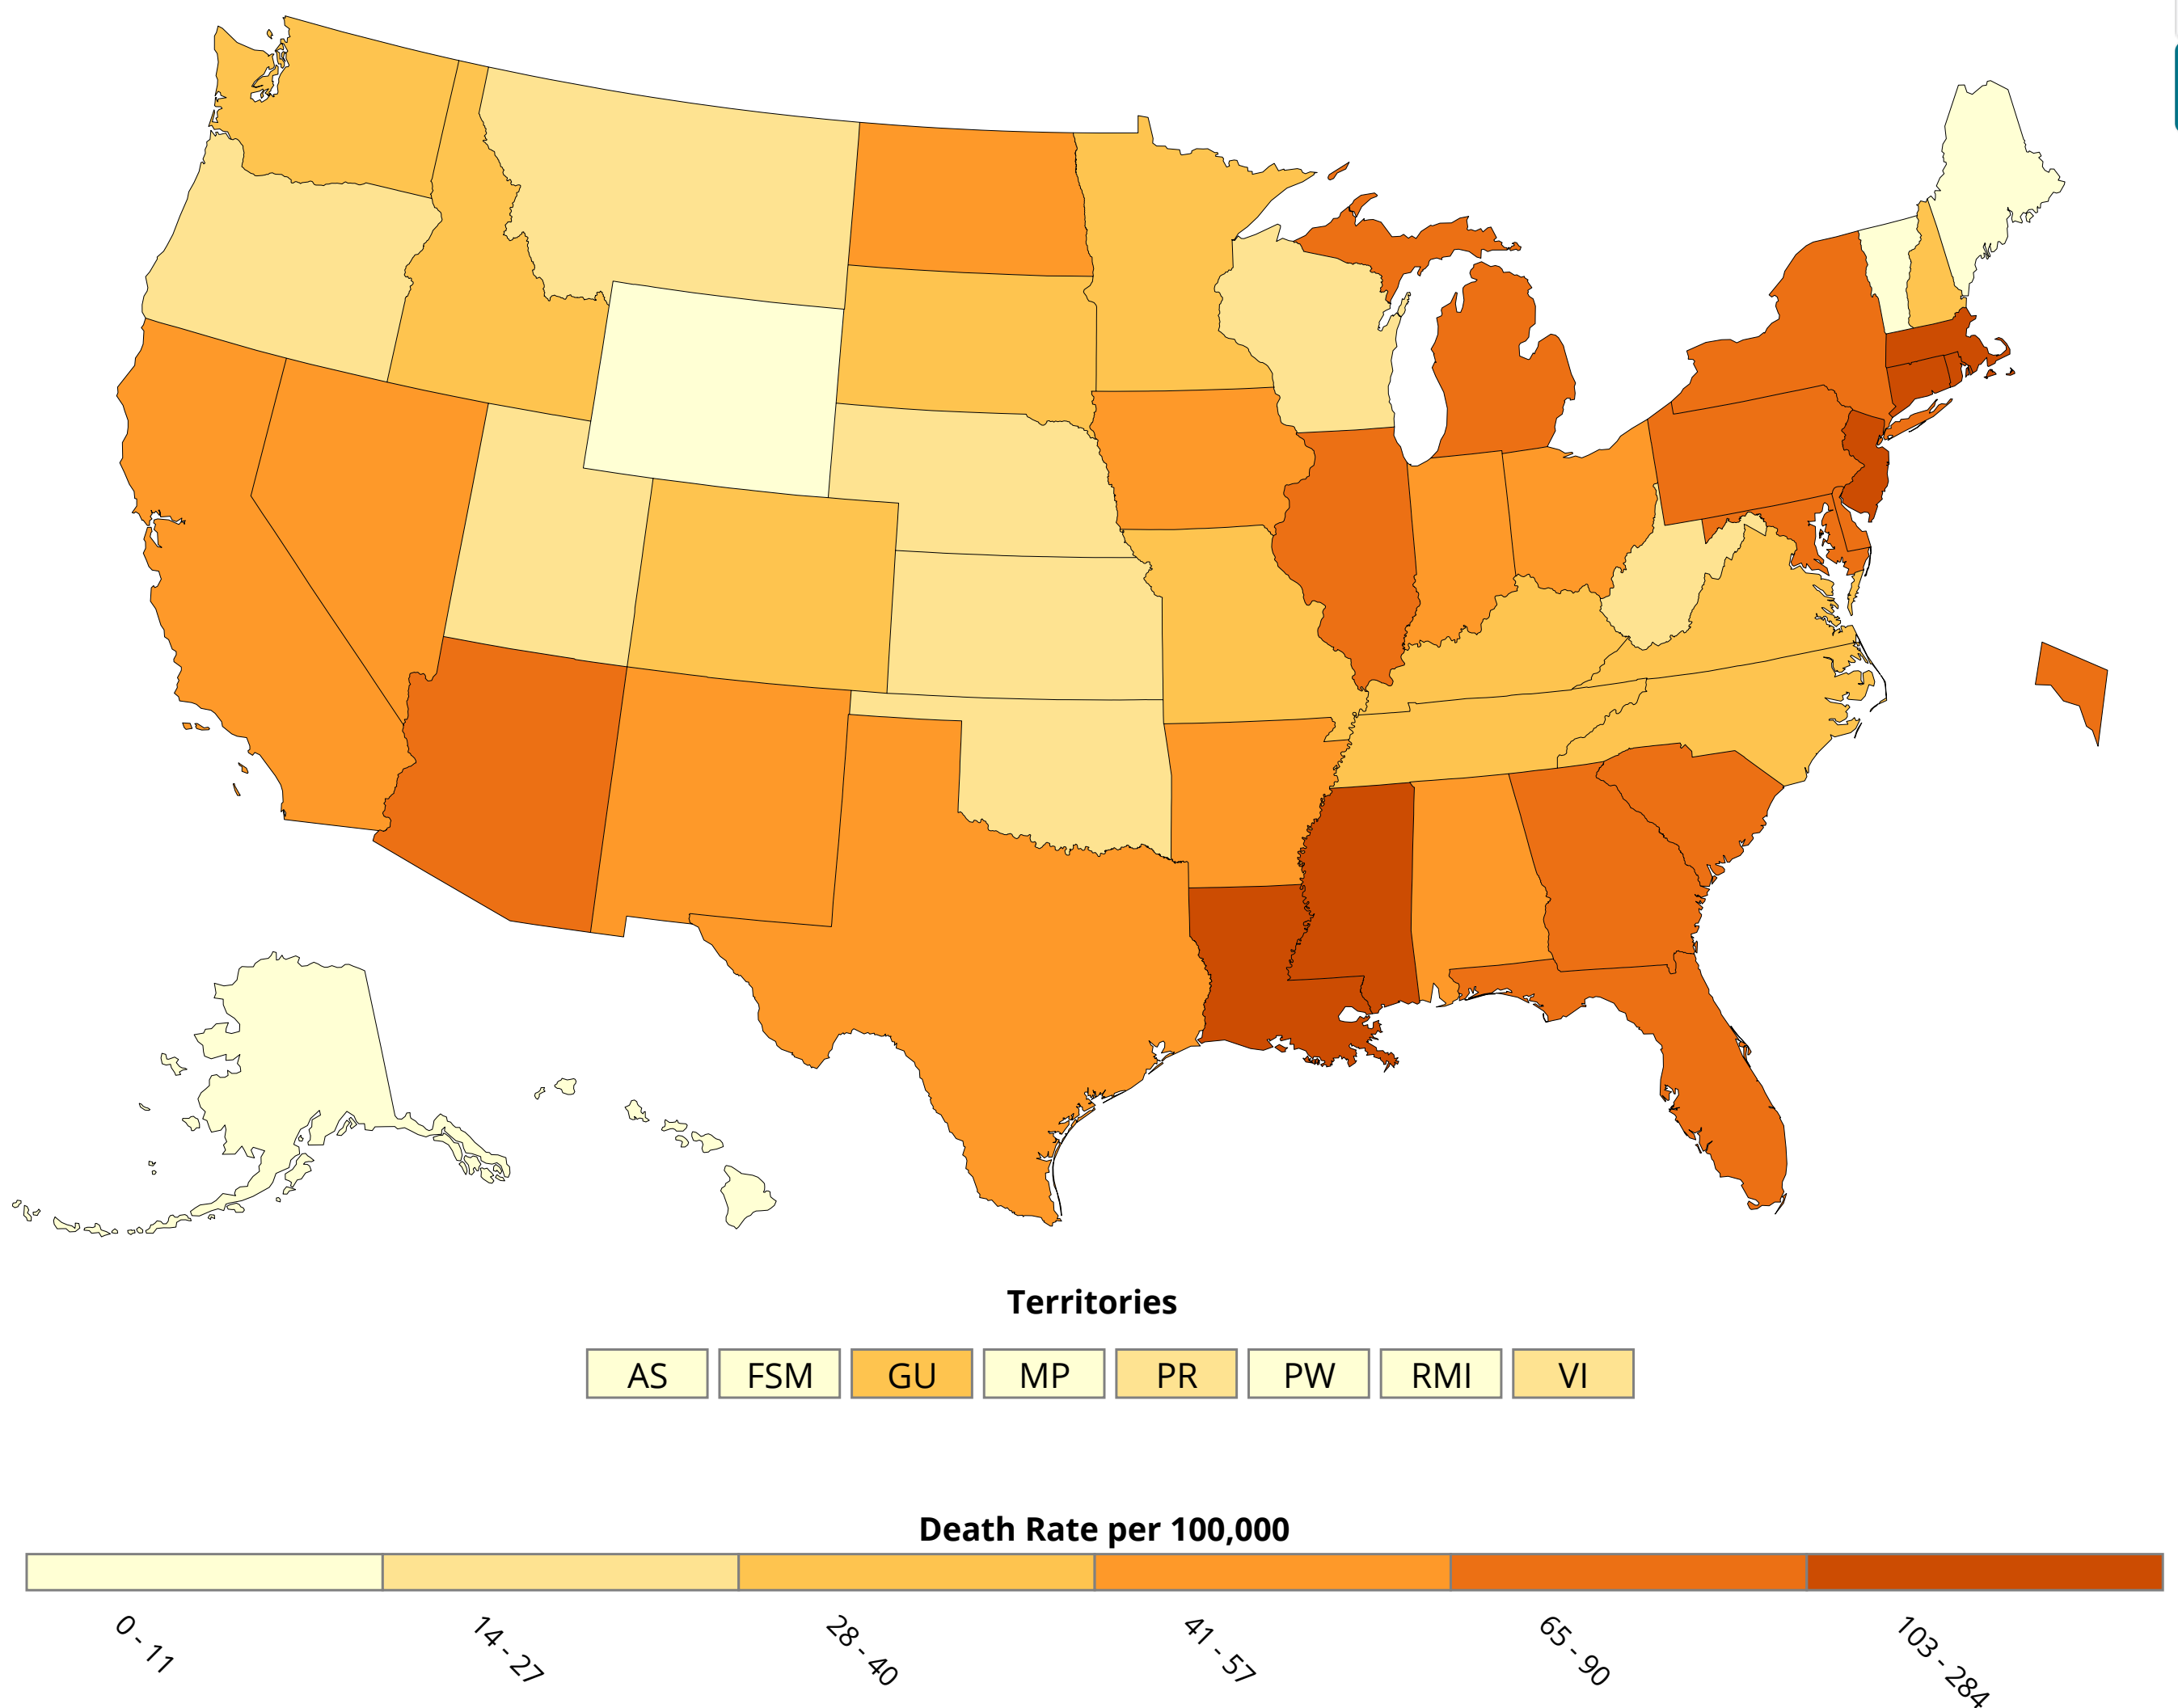 Territories
AS FSM GU MP PR PW RMI VI
Death Rate per 100,000
0 - 11 14 - 27 28 - 40 41 - 57 65 - 90 103 - 284